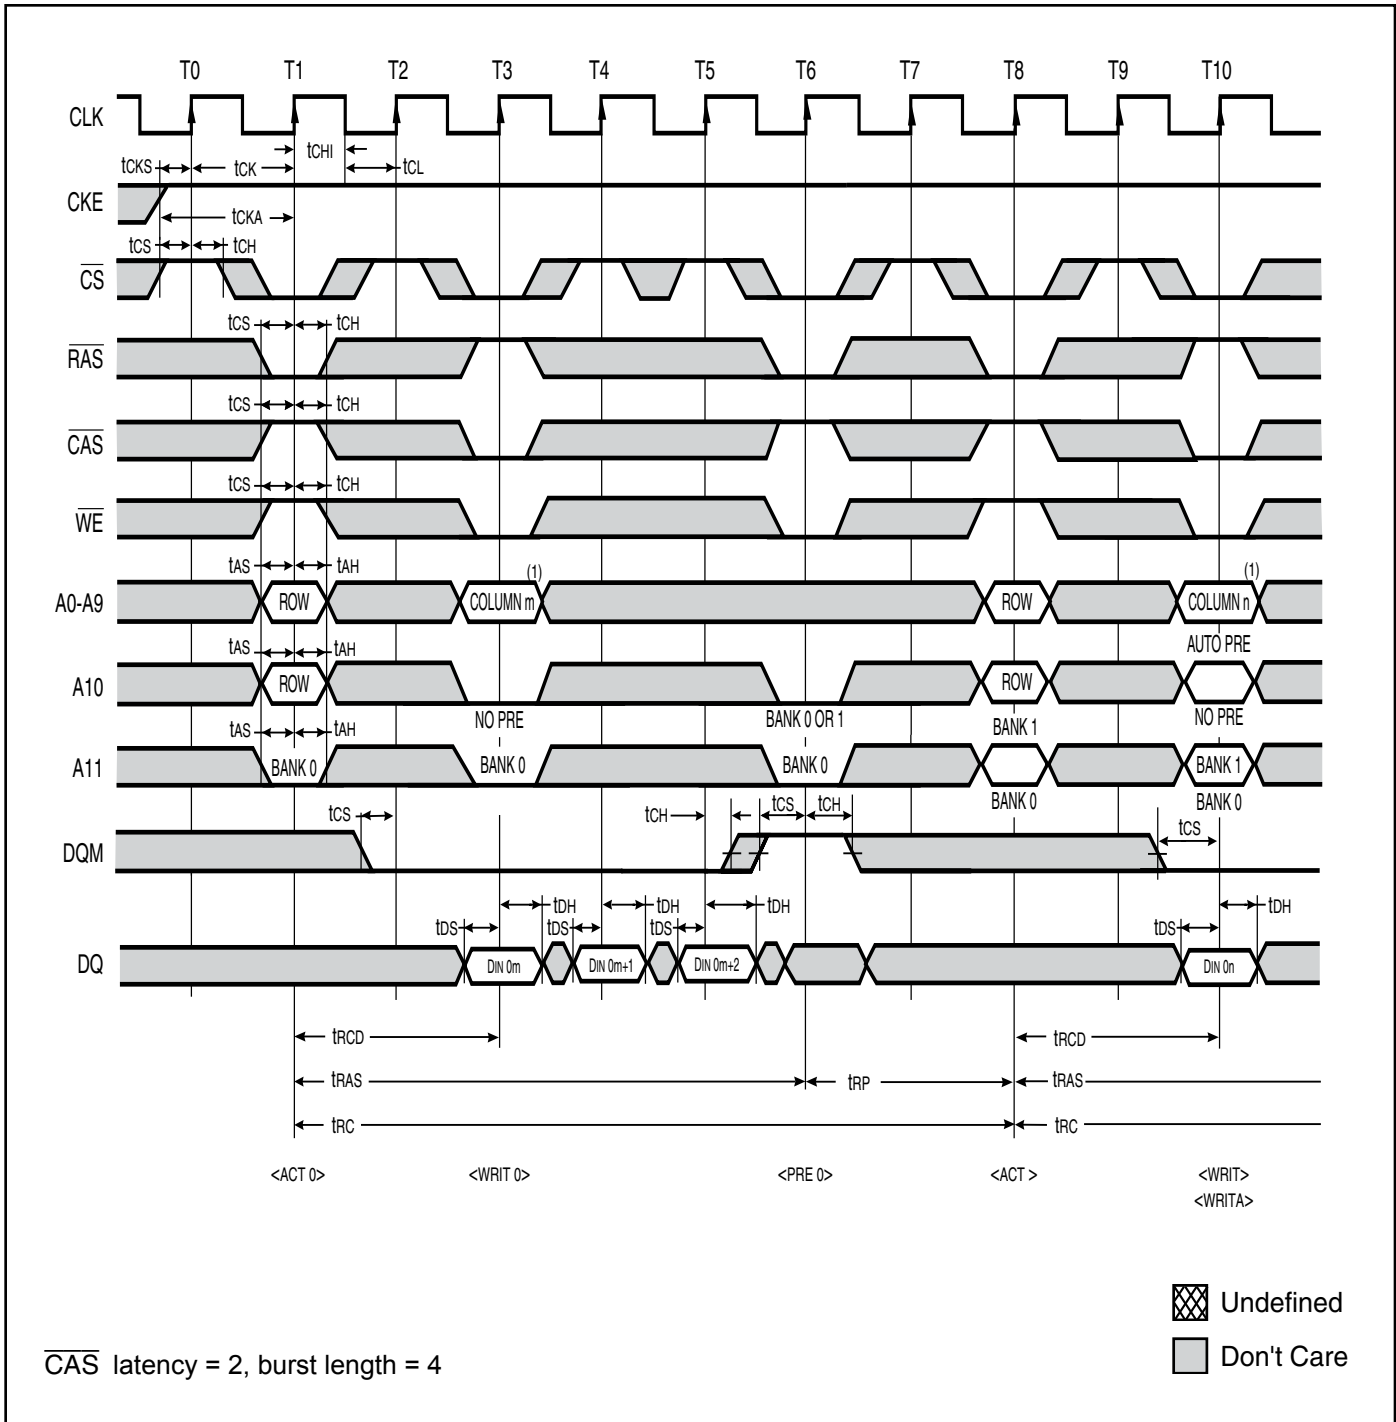 T0 T1 T2 T3 T4 T5 T6 T7 T8 T9 T10
CLK
tCHI
tCKS tCK tCL
CKE
tCKA
tCS tCH
CS
tCS tCH
RAS
tCS tCH
CAS
tCS tCH
WE
tAS tAH
(1) (1)
A0-A9 ROW COLUMN m ROW COLUMN n
tAS tAH AUTO PRE
A10 ROW ROW
NO PRE BANK 0 OR 1 BANK 1 NO PRE
tAS tAH
A11 BANK 0 BANK 0 BANK 0 BANK 1
BANK 0 BANK 0
tCS tCH tCS tCH tCS
DQM
tDS tDH tDS tDH tDS tDH tDS tDH
DQ DIN 0m DIN 0m+1 DIN 0m+2 DIN 0n
tRCD tRCD
tRAS tRP tRAS
tRC tRC
<ACT 0> <WRIT 0> <PRE 0> <ACT > <WRIT>
<WRITA>
Undefined
Don't Care
CAS latency = 2, burst length = 4